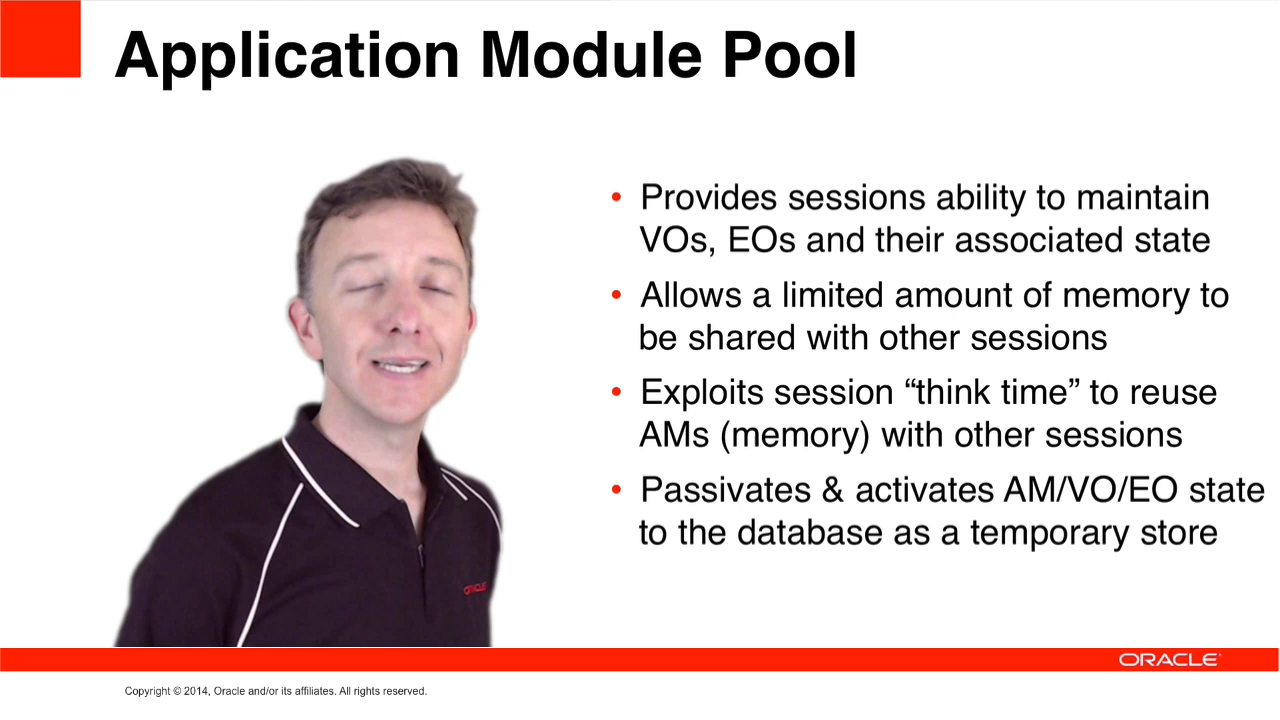 Application Module Pool
• Provides sessions ability to maintain
VOs, EOs and their associated state
• Allows a limited amount of memory to
be shared with other sessions
• Exploits session “think time” to reuse
AMs (memory) with other sessions
• Passivates & activates AM/VO/EO state
to the database as a temporary store
ORACLE
ORACLE
Copyright © 2014, Oracle and/or its affiliates. All rights reserved.